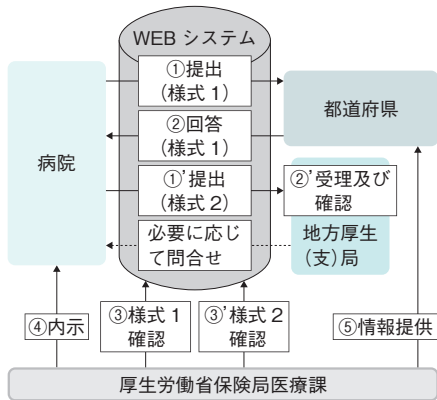 WEB システム
①提出
(様式 1)
都道府県
②回答
(様式 1)
病院
①'提出
(様式 2)
②'受理及び
確認
必要に応じ
て問合せ
地方厚生
(支)局
④内示
③様式 1
確認
③'様式 2
確認
⑤情報提供
厚生労働省保険局医療課